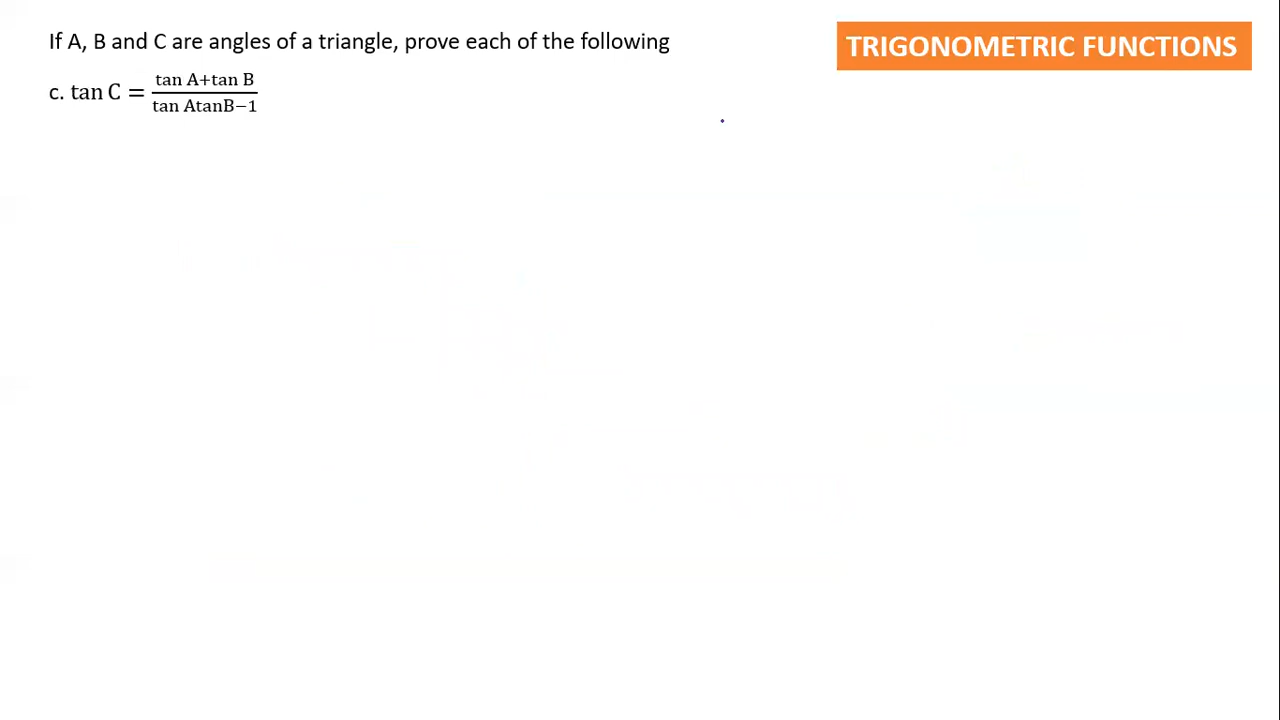 If A, B and C are angles of a triangle, prove each of the following
TRIGONOMETRIC FUNCTIONS
c. tan C = \frac{tan A+tan B}{tan AtanB−1}